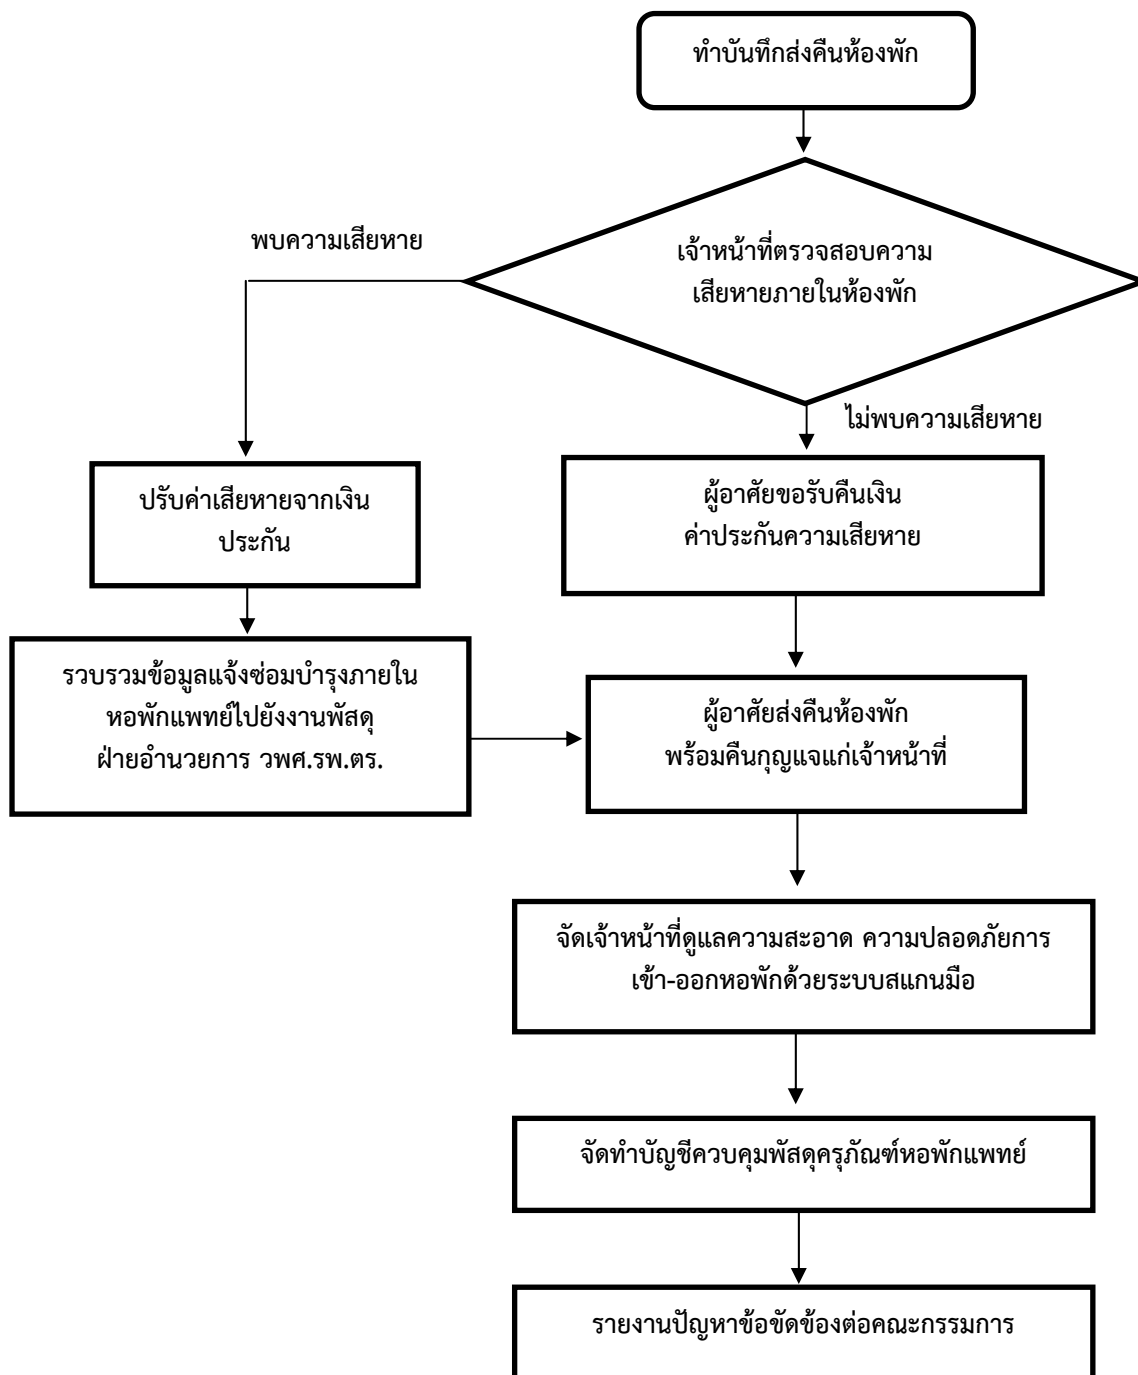 ทำบันทึกส่งคืนห้องพัก
เจ้าหน้าที่ตรวจสอบความ
เสียหายภายในห้องพัก
พบความเสียหาย
ไม่พบความเสียหาย
ปรับค่าเสียหายจากเงิน
ประกัน
ผู้อาศัยขอรับคืนเงิน
ค่าประกันความเสียหาย
รวบรวมข้อมูลแจ้งซ่อมบำรุงภายใน
หอพักแพทย์ไปยังงานพัสดุ
ฝ่ายอำนวยการ วพศ.รพ.ตร.
ผู้อาศัยส่งคืนห้องพัก
พร้อมคืนกุญแจแก่เจ้าหน้าที่
จัดเจ้าหน้าที่ดูแลความสะอาด ความปลอดภัยการ
เข้า-ออกหอพักด้วยระบบสแกนมือ
จัดทำบัญชีควบคุมพัสดุครุภัณฑ์หอพักแพทย์
รายงานปัญหาข้อขัดข้องต่อคณะกรรมการ